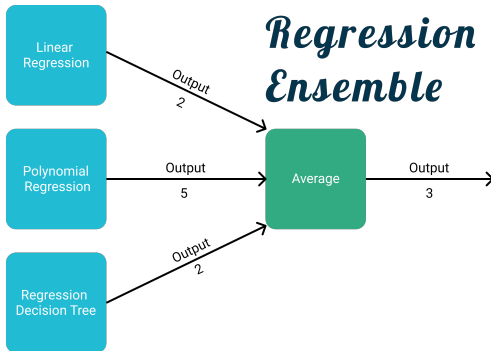 Regression
Ensemble
Linear
Regression
Output
2
Polynomial
Regression
Output
5
Average
Output
3
Output
2
Regression
Decision Tree